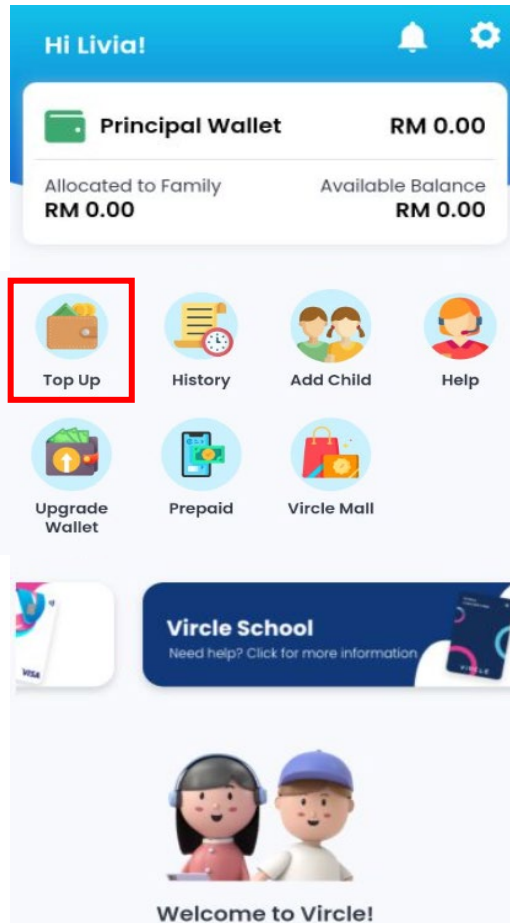 Hi Livia!
Principal Wallet RM 0.00
Allocated to Family Available Balance
RM 0.00 RM 0.00
Top Up History Add Child Help
Upgrade Wallet Prepaid Vircle Mall
Vircle School
Need help? Click for more information
VISA
VIRCLE
Welcome to Vircle!